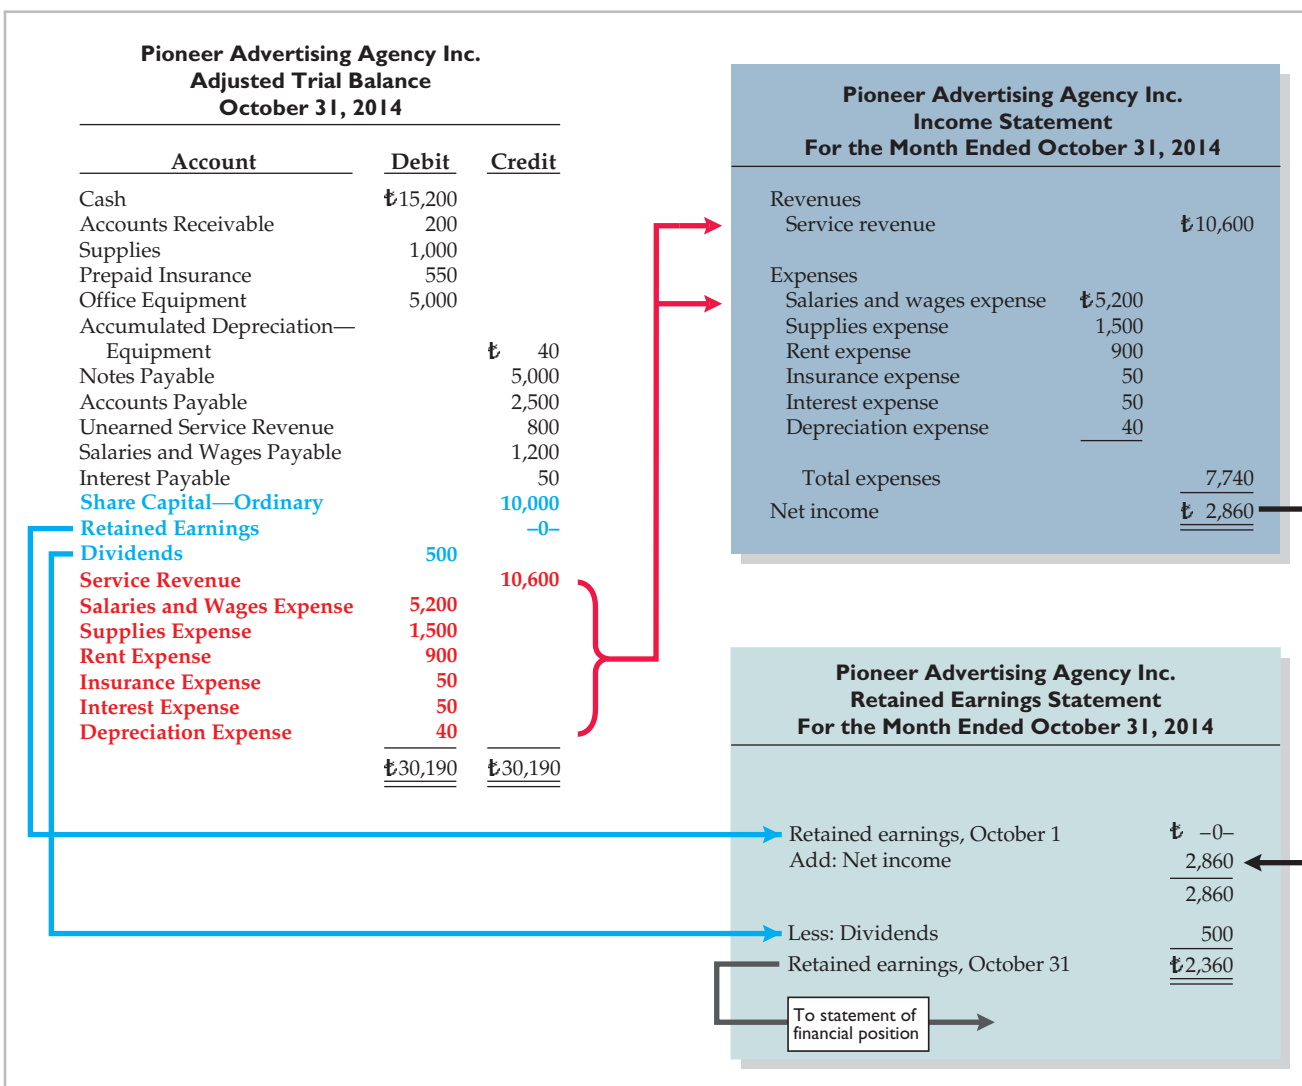 Pioneer Advertising Agency Inc.
Adjusted Trial Balance
October 31, 2014
Account Debit Credit
Cash ₺15,200
Accounts Receivable 200
Supplies 1,000
Prepaid Insurance 550
Office Equipment 5,000
Accumulated Depreciation—
Equipment ₺ 40
Notes Payable 5,000
Accounts Payable 2,500
Unearned Service Revenue 800
Salaries and Wages Payable 1,200
Interest Payable 50
Share Capital—Ordinary 10,000
Retained Earnings –0–
Dividends 500
Service Revenue 10,600
Salaries and Wages Expense 5,200
Supplies Expense 1,500
Rent Expense 900
Insurance Expense 50
Interest Expense 50
Depreciation Expense 40
₺30,190 ₺30,190
Pioneer Advertising Agency Inc.
Income Statement
For the Month Ended October 31, 2014
Revenues
Service revenue ₺10,600
Expenses
Salaries and wages expense ₺5,200
Supplies expense 1,500
Rent expense 900
Insurance expense 50
Interest expense 50
Depreciation expense 40
Total expenses 7,740
Net income ₺ 2,860
Pioneer Advertising Agency Inc.
Retained Earnings Statement
For the Month Ended October 31, 2014
Retained earnings, October 1 ₺ –0–
Add: Net income 2,860
2,860
Less: Dividends 500
Retained earnings, October 31 ₺2,360
To statement of
financial position